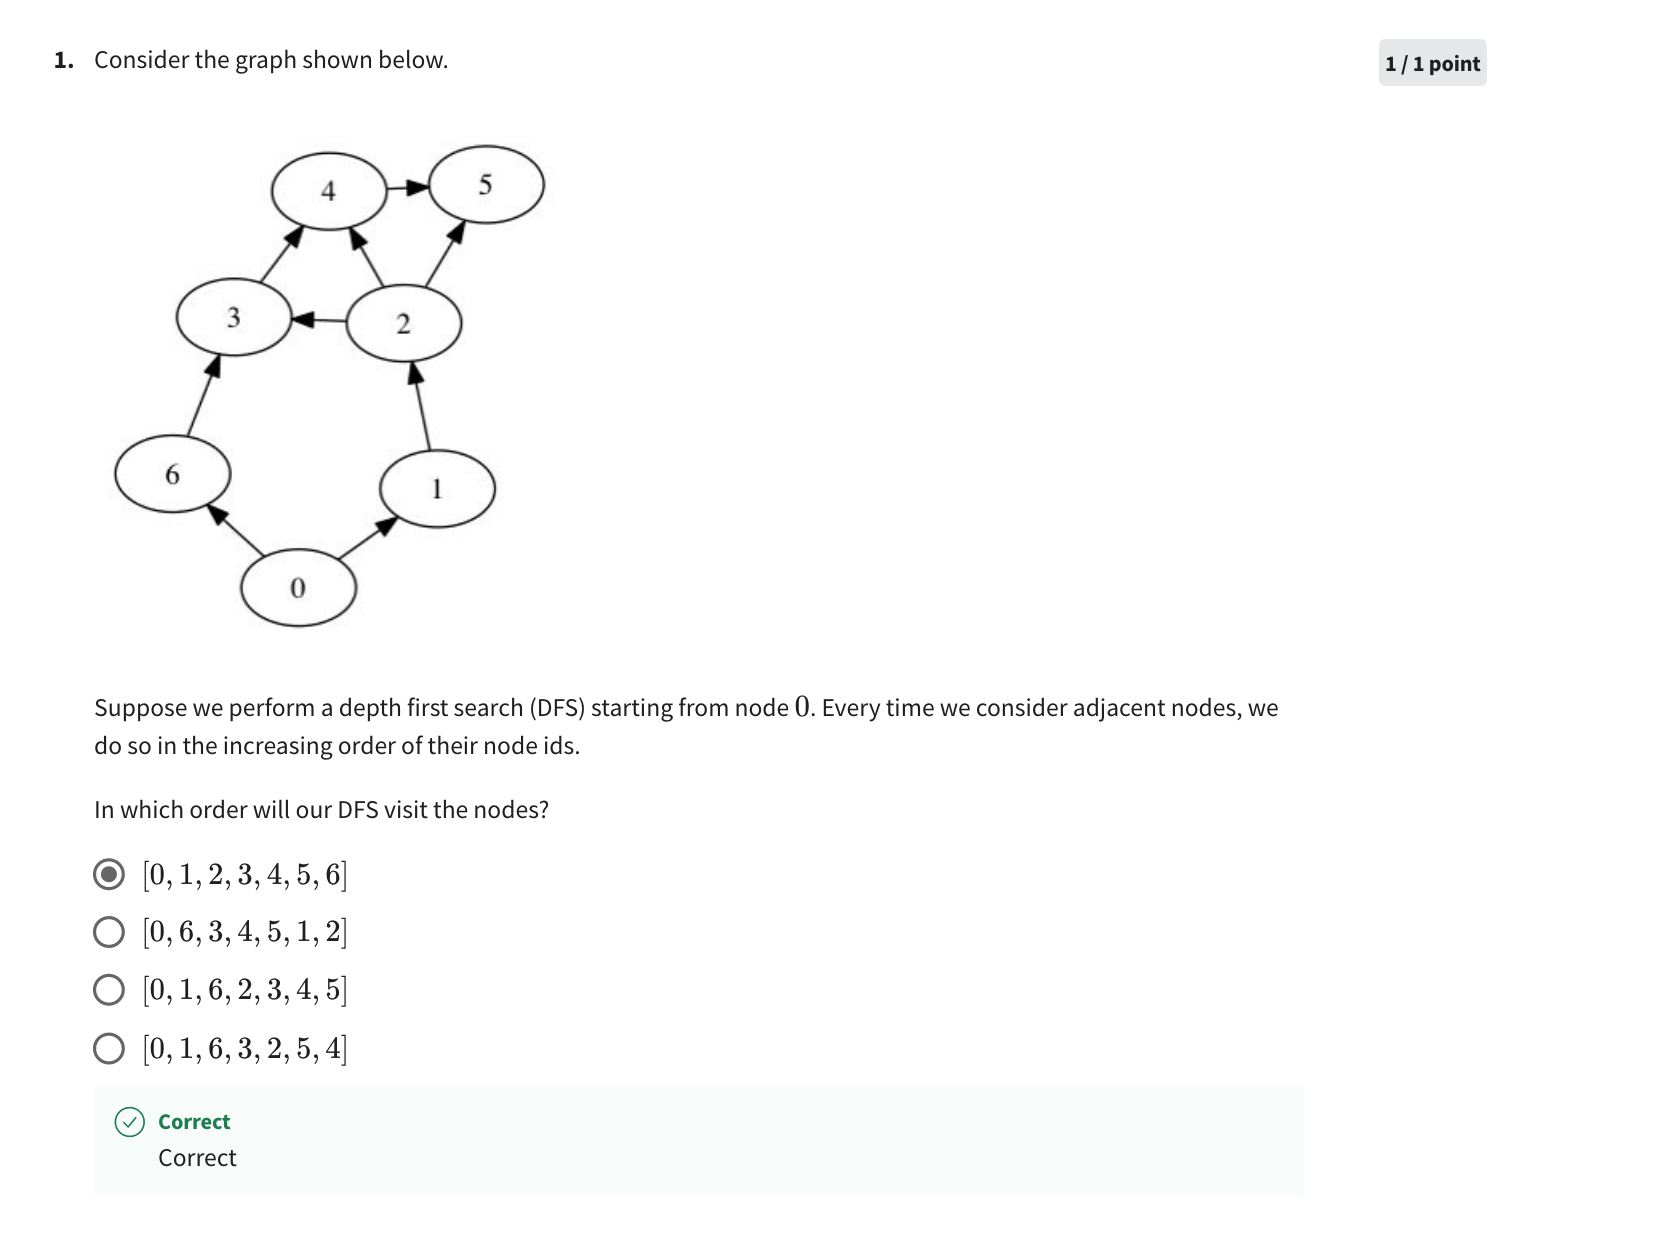 1. Consider the graph shown below.
1 / 1 point
4
5
3
2
6
1
0
Suppose we perform a depth first search (DFS) starting from node 0. Every time we consider adjacent nodes, we
do so in the increasing order of their node ids.
In which order will our DFS visit the nodes?
[0, 1, 2, 3, 4, 5, 6]
[0, 6, 3, 4, 5, 1, 2]
[0, 1, 6, 2, 3, 4, 5]
[0, 1, 6, 3, 2, 5, 4]
Correct
Correct